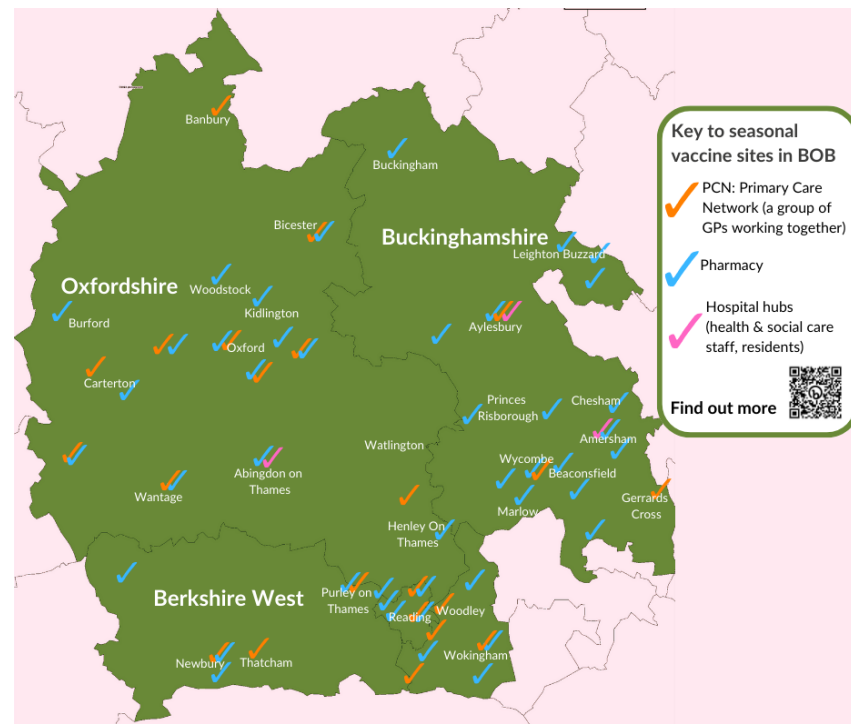 Banbury
Buckingham
Bicester
Buckinghamshire
Leighton Buzzard
Oxfordshire
Woodstock
Kidlington
Burford
Aylesbury
Oxford
Carterton
Princes
Risborough
Chesham
Amersham
Watlington
Wycombe
Beaconsfield
Abingdon on
Thames
Wantage
Marlow
Gerrards
Cross
Henley On
Thames
Berkshire West
Purley on
Thames
Reading
Woodley
Newbury
Thatcham
Wokingham
Key to seasonal
vaccine sites in BOB
PCN: Primary Care
Network (a group of
GPs working together)
Pharmacy
Hospital hubs
(health & social care
staff, residents)
Find out more